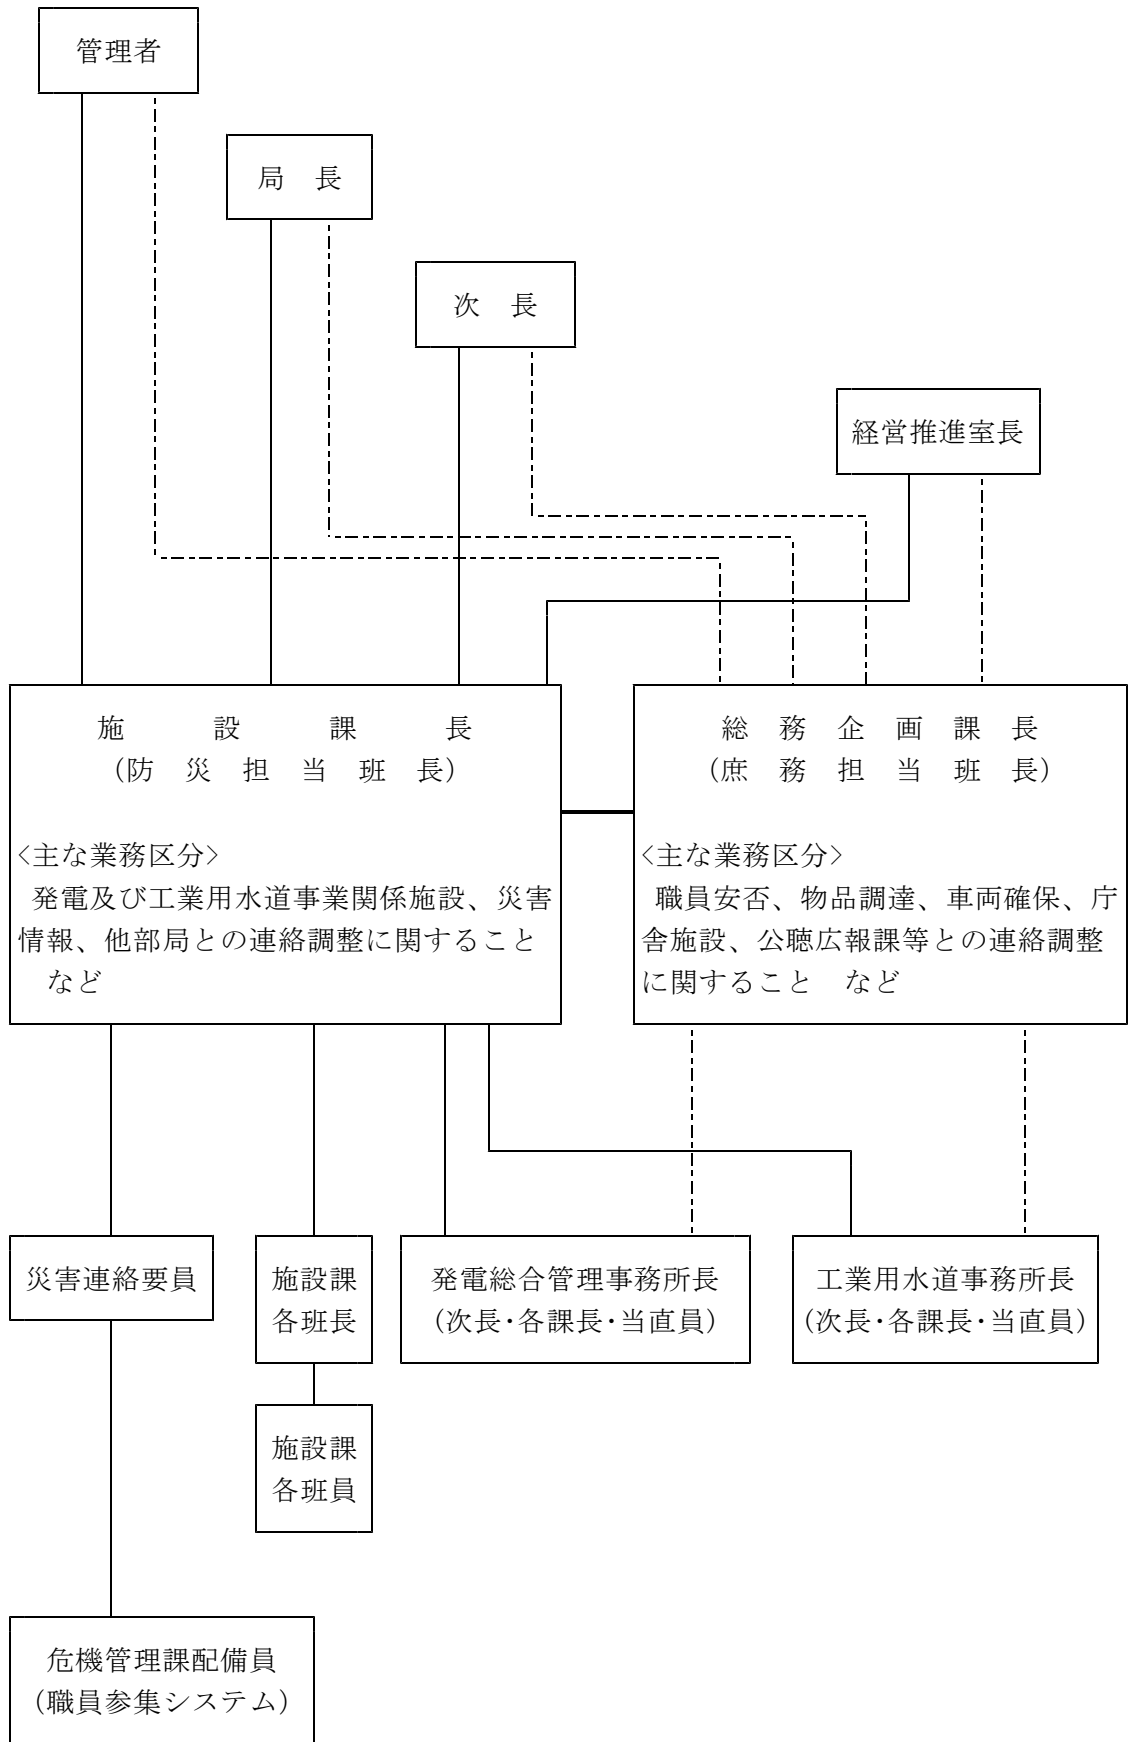 管理者
局　長
次　長
経営推進室長
施　設　課　長
（防　災　担　当　班　長）
<主な業務区分>
発電及び工業用水道事業関係施設、災害
情報、他部局との連絡調整に関すること
など
総　務　企　画　課　長
（庶　務　担　当　班　長）
<主な業務区分>
職員安否、物品調達、車両確保、庁
舎施設、公聴広報課等との連絡調整
に関すること　など
災害連絡要員
施設課
各班長
発電総合管理事務所長
（次長・各課長・当直員）
工業用水道事務所長
（次長・各課長・当直員）
施設課
各班員
危機管理課配備員
（職員参集システム）